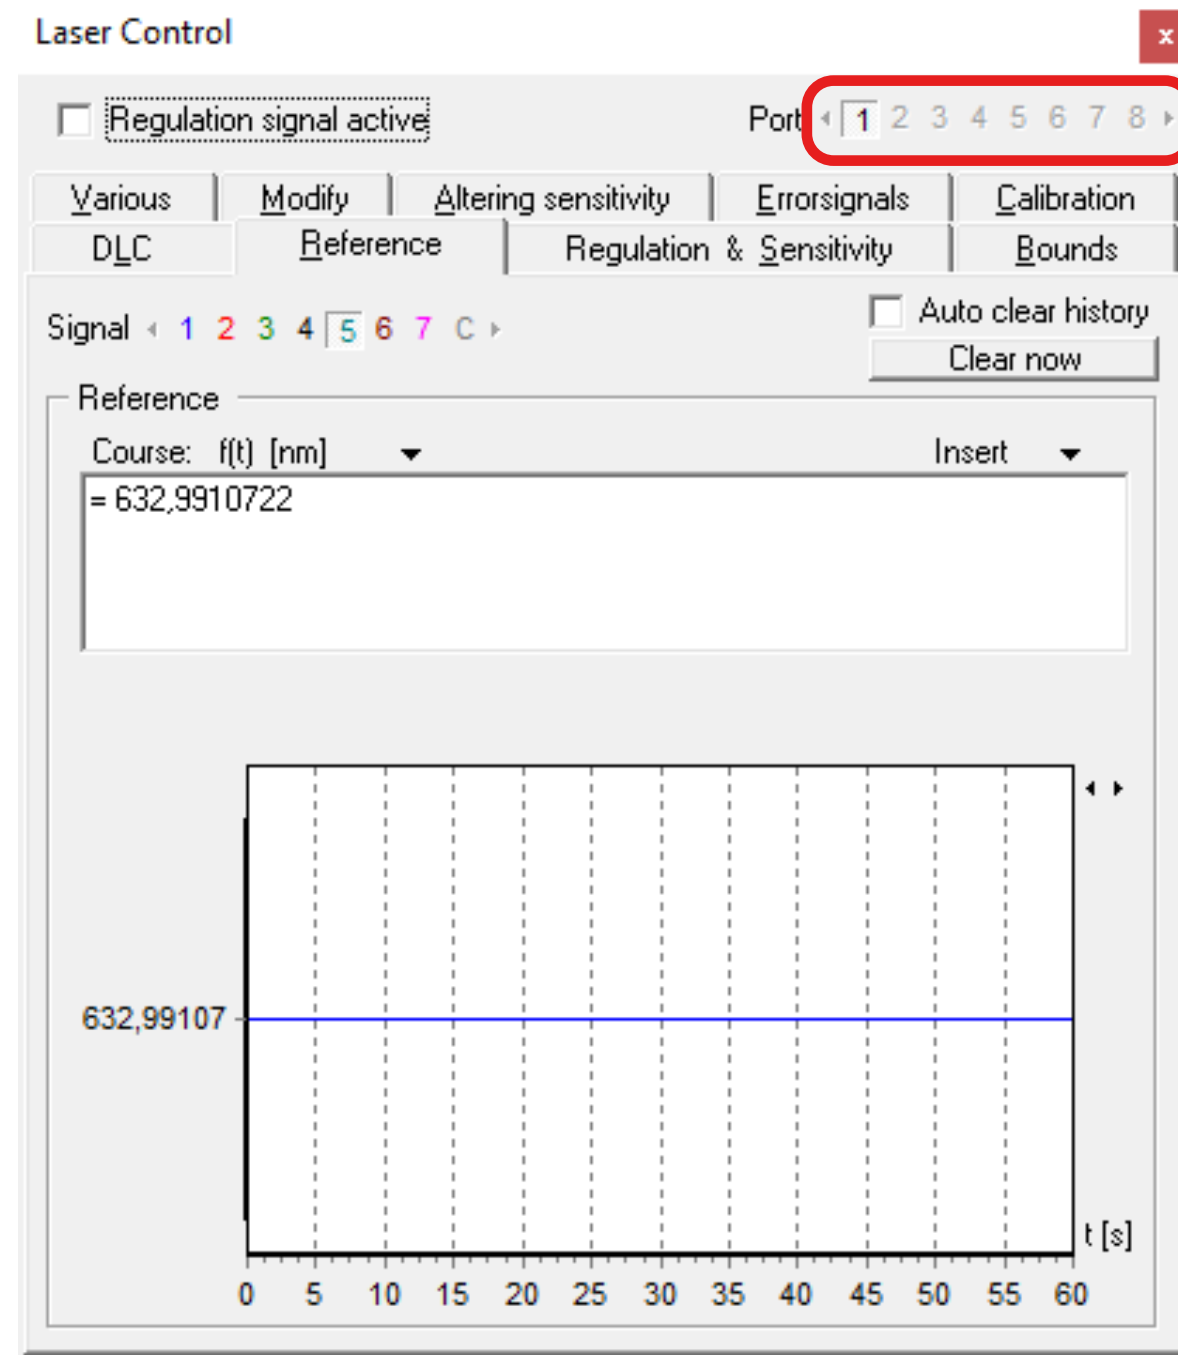 Laser Control
x
Regulation signal active Port 1 2 3 4 5 6 7 8
Various Modify Altering sensitivity Errorsignals Calibration
DLC Reference Regulation & Sensitivity Bounds
Signal 1 2 3 4 5 6 7 C Auto clear history
Clear now
Reference
Course: f(t) [nm] Insert
= 632,9910722
632,99107
t [s]
0 5 10 15 20 25 30 35 40 45 50 55 60